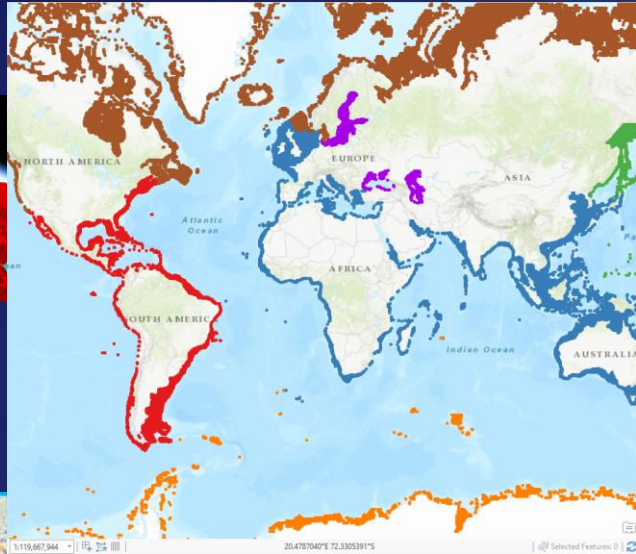 NORTH AMERICA
EUROPE
ASIA
Atlantic
Ocean
AFRICA
SOUTH AMERICA
Indian Ocean
AUSTRALIA
1:119,667,944
20.4787040°E 72.3305391°S
Selected Features: 0